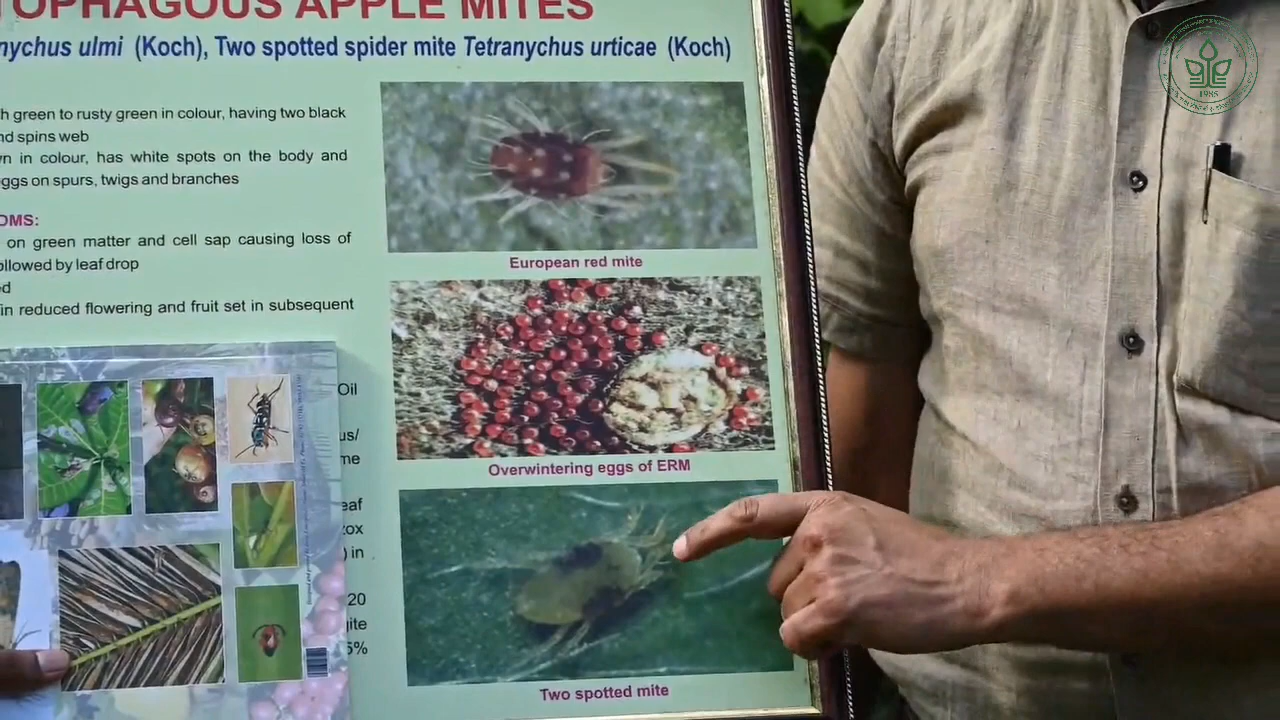 TOPHAGOUS APPLE MITES
nychus ulmi (Koch), Two spotted spider mite Tetranychus urticae (Koch)
h green to rusty green in colour, having two black
nd spins web
n in colour, has white spots on the body and
eggs on spurs, twigs and branches
OMS:
on green matter and cell sap causing loss of
ollowed by leaf drop
ed
in reduced flowering and fruit set in subsequent
Oil
us/
me
eaf
ox
) in
20
ite
5%
European red mite
Overwintering eggs of ERM
Two spotted mite
1985